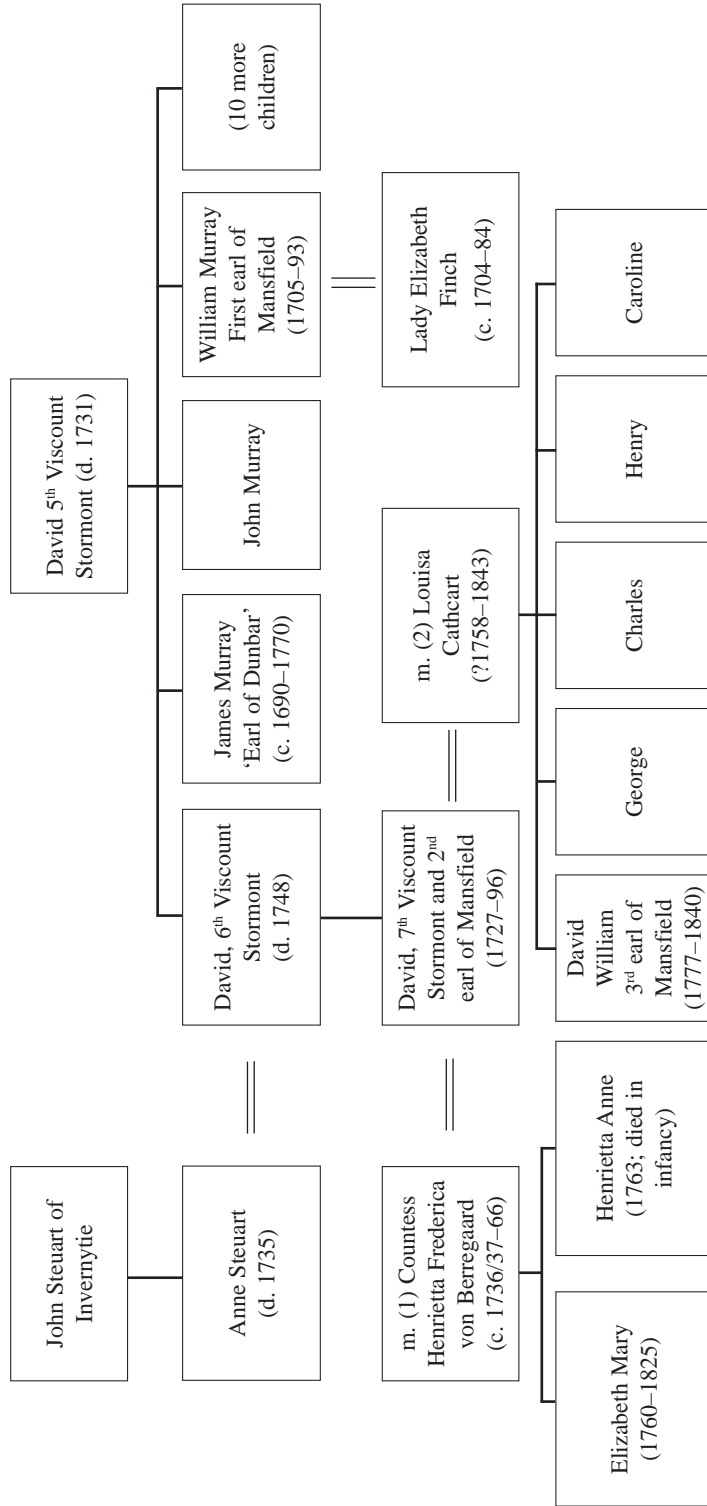 John Steuart of
Invernytie
David 5th Viscount
Stormont (d. 1731)
Anne Steuart
(d. 1735)
David, 6th Viscount
Stormont
(d. 1748)
James Murray
‘Earl of Dunbar’
(c. 1690–1770)
John Murray
William Murray
First earl of
Mansfield
(1705–93)
(10 more
children)
m. (1) Countess
Henrietta Frederica
von Berregaard
(c. 1736/37–66)
David, 7th Viscount
Stormont and 2nd
earl of Mansfield
(1727–96)
m. (2) Louisa
Cathcart
(?1758–1843)
Lady Elizabeth
Finch
(c. 1704–84)
Elizabeth Mary
(1760–1825)
Henrietta Anne
(1763; died in
infancy)
David
William
3rd earl of
Mansfield
(1777–1840)
George
Charles
Henry
Caroline